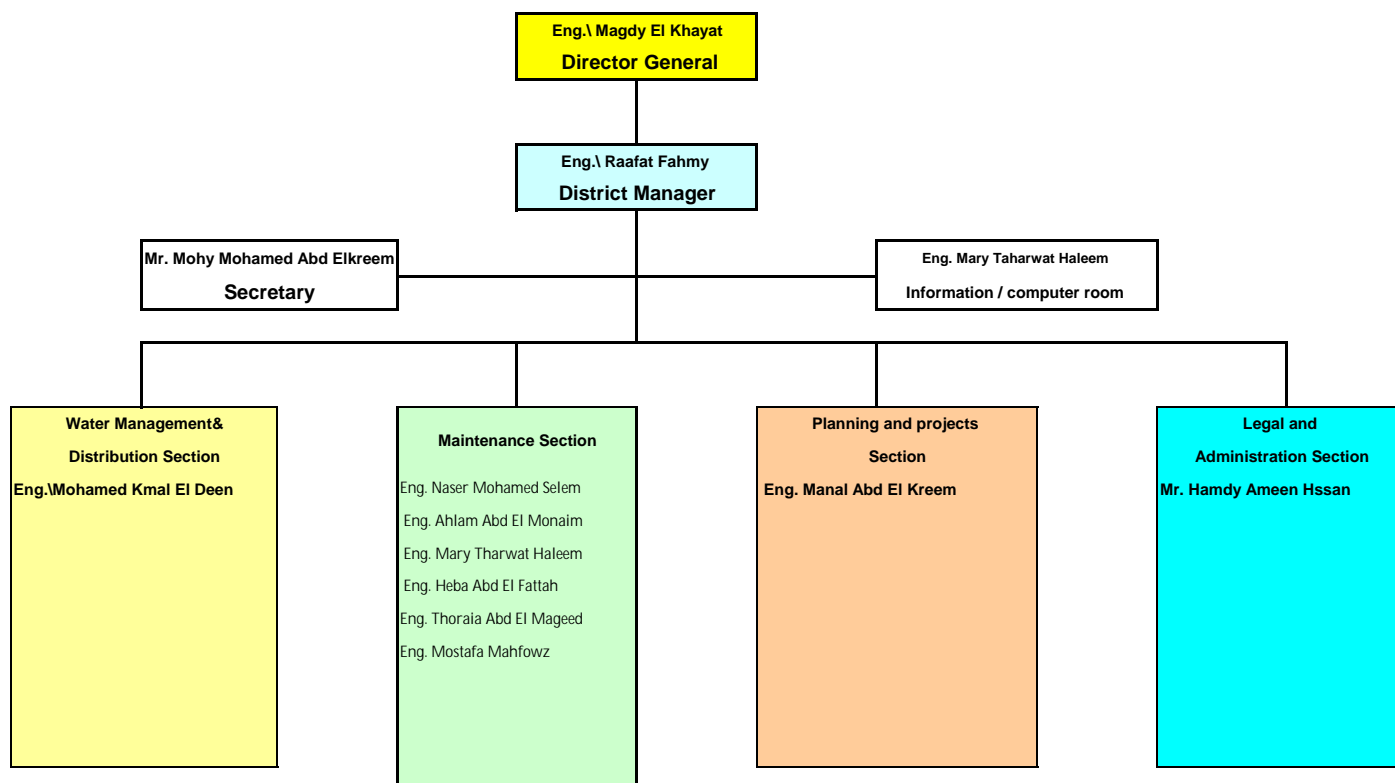 Eng.\ Magdy El Khayat
Director General
Eng.\ Raafat Fahmy
District Manager
Mr. Mohy Mohamed Abd Elkreem
Secretary
Eng. Mary Taharwat Haleem
Information / computer room
Water Management&
Distribution Section
Eng.\Mohamed Kmal El Deen
Maintenance Section
Eng. Naser Mohamed Selem
Eng. Ahlam Abd El Monaim
Eng. Mary Tharwat Haleem
Eng. Heba Abd El Fattah
Eng. Thoraia Abd El Mageed
Eng. Mostafa Mahfowz
Planning and projects
Section
Eng. Manal Abd El Kreem
Legal and
Administration Section
Mr. Hamdy Ameen Hssan